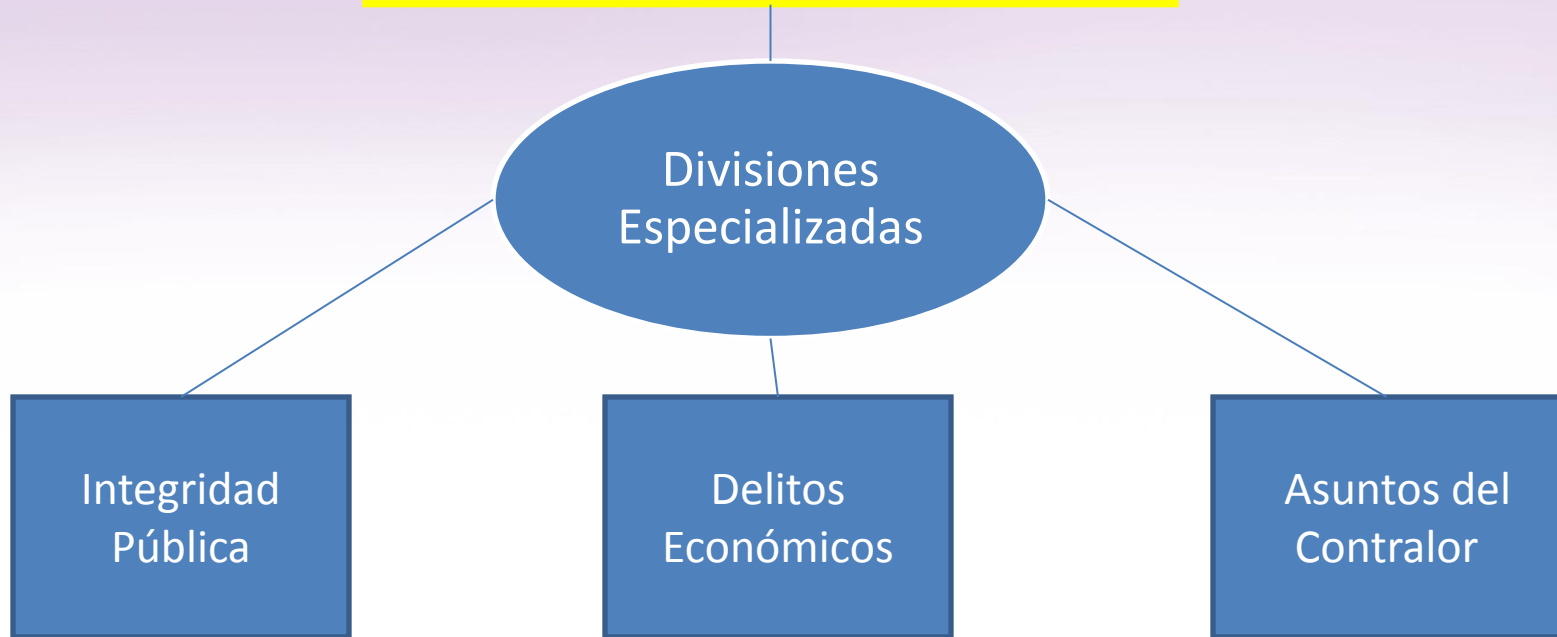 Divisiones
Especializadas
Integridad
Pública
Delitos
Económicos
Asuntos del
Contralor